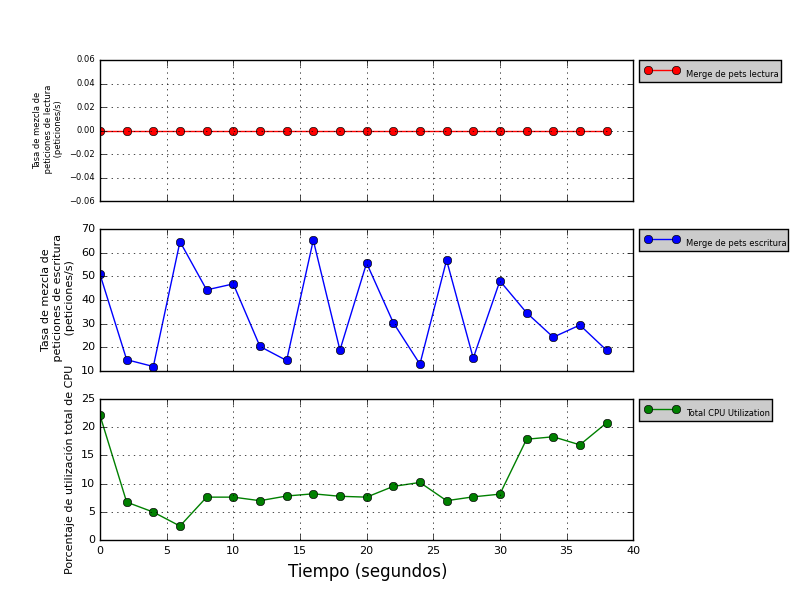 0.06
0.04
0.02
0.00
−0.02
−0.04
−0.06
Tasa de mezcla de
peticiones de lectura
(peticiones/s)
Merge de pets lectura
70
60
50
40
30
20
10
Tasa de mezcla de
peticiones de escritura
(peticiones/s)
Merge de pets escritura
25
20
15
10
5
0
Porcentaje de utilización total de CPU
Total CPU Utilization
0 5 10 15 20 25 30 35 40
Tiempo (segundos)